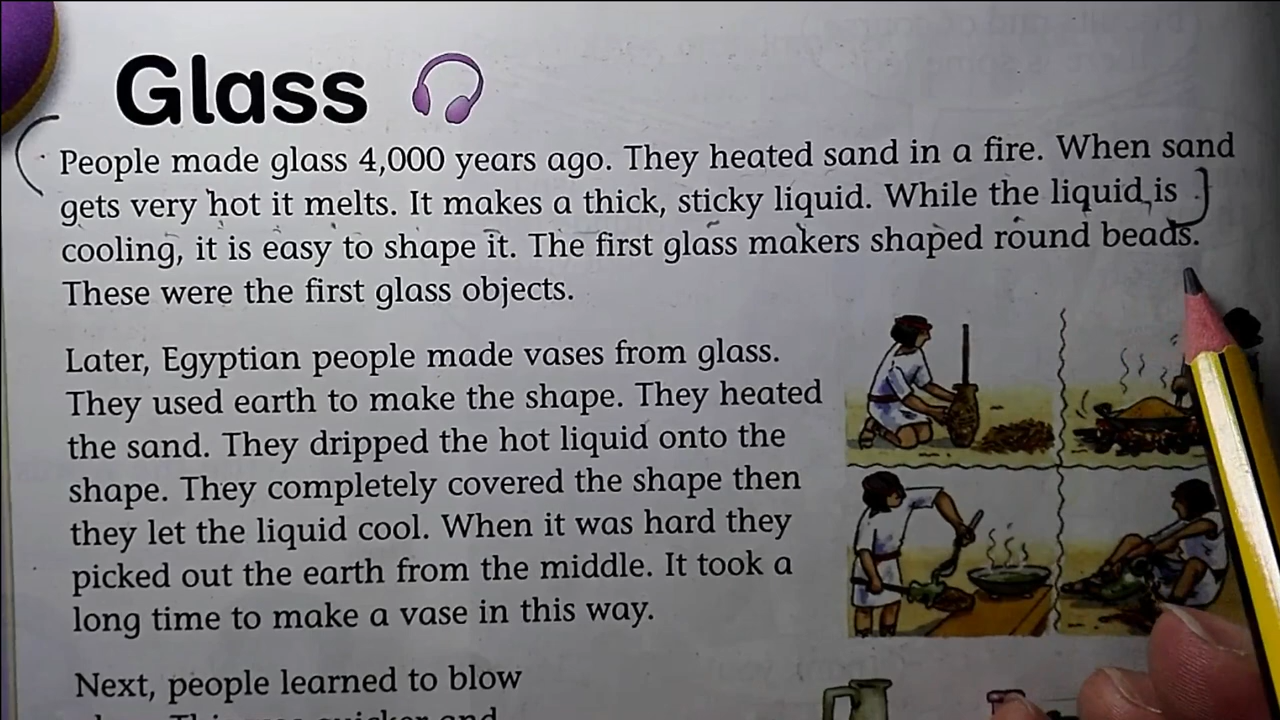 Glass
People made glass 4,000 years ago. They heated sand in a fire. When sand
gets very hot it melts. It makes a thick, sticky liquid. While the liquid is
cooling, it is easy to shape it. The first glass makers shaped round beads.
These were the first glass objects.
Later, Egyptian people made vases from glass.
They used earth to make the shape. They heated
the sand. They dripped the hot liquid onto the
shape. They completely covered the shape then
they let the liquid cool. When it was hard they
picked out the earth from the middle. It took a
long time to make a vase in this way.
Next, people learned to blow